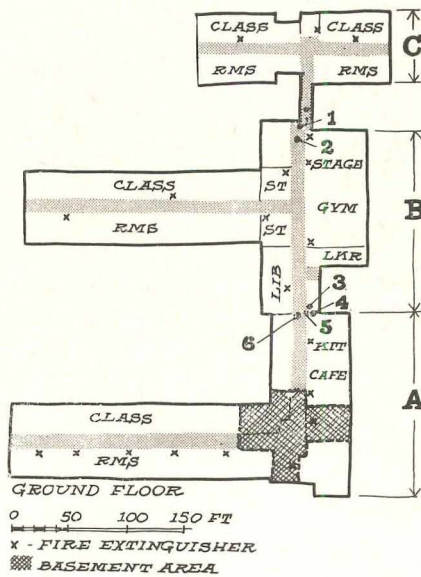 CLASS CLASS
RMS RMS
C
1
2
STAGE
CLASS ST
GYM
B
RMS ST
LKR
LIB
3
4
5
6
KIT
CAFE
A
CLASS
RMS
GROUND FLOOR
0 50 100 150 FT
x - FIRE EXTINGUISHER
BASEMENT AREA